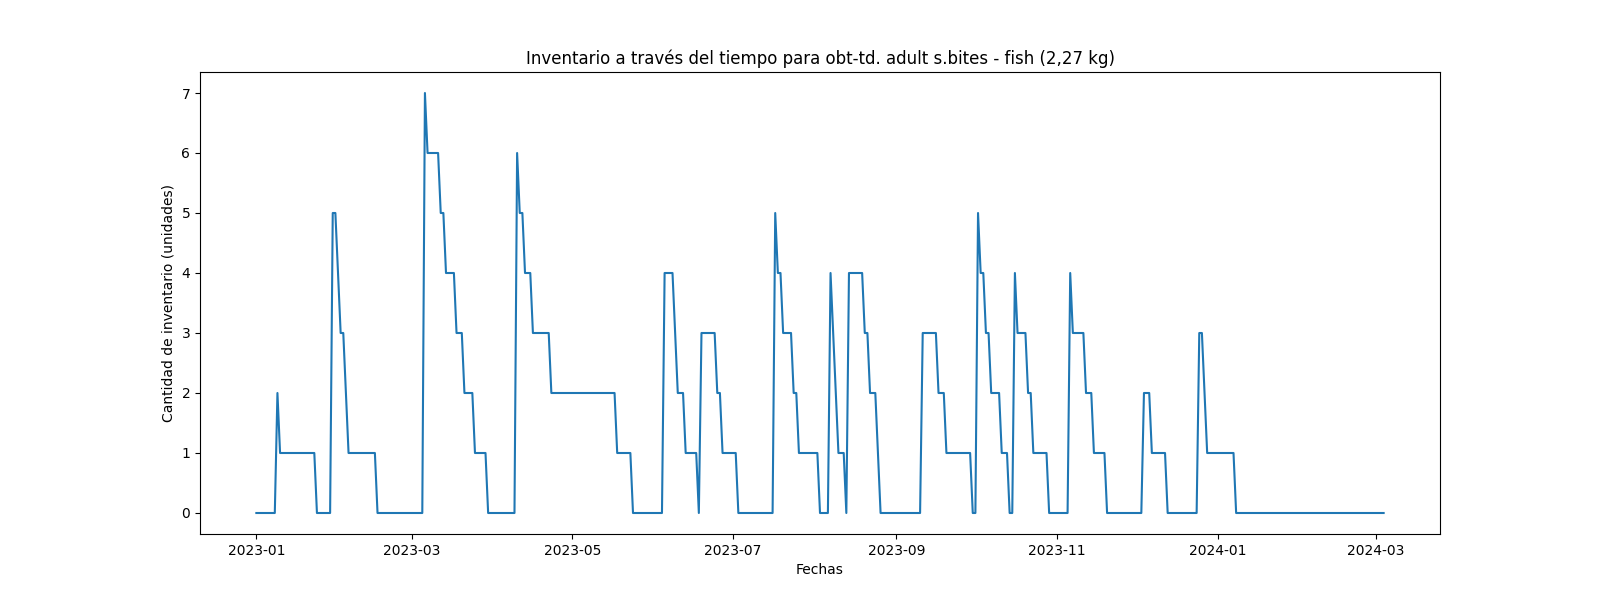 Inventario a través del tiempo para obt-td. adult s.bites - fish (2,27 kg)
Cantidad de inventario (unidades)
7
6
5
4
3
2
1
0
2023-01 2023-03 2023-05 2023-07 2023-09 2023-11 2024-01 2024-03
Fechas